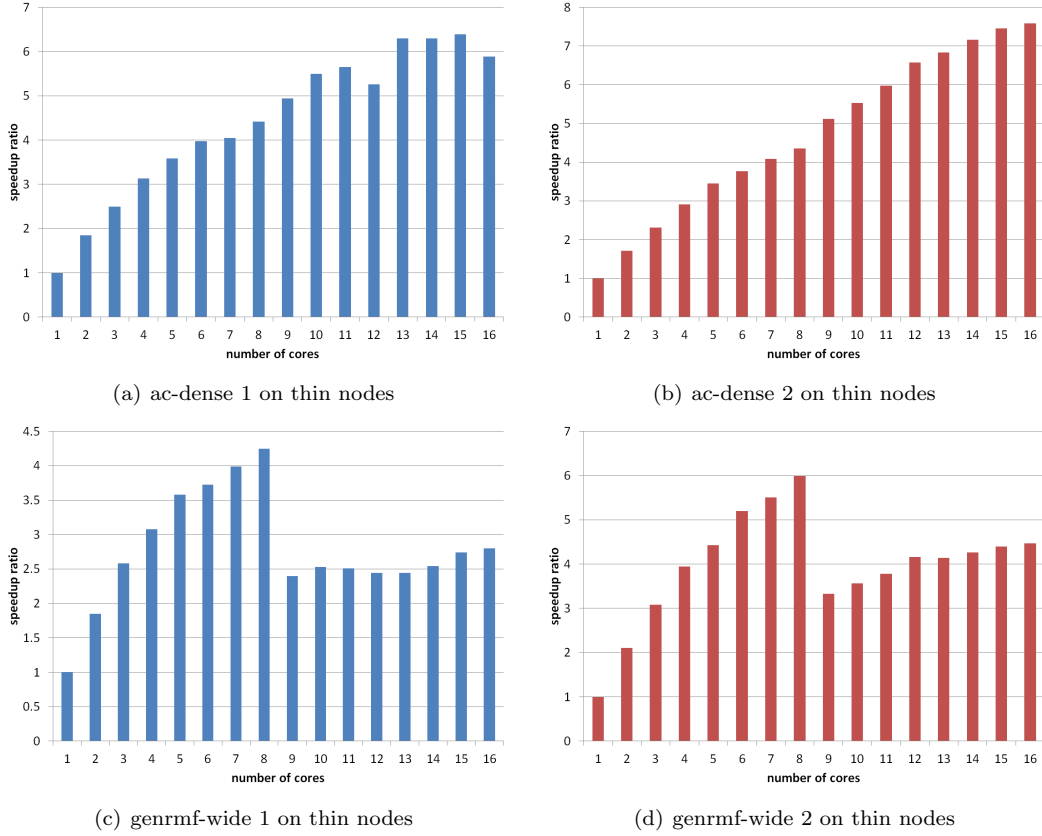 7
6
5
4
3
2
1
0
speedup ratio
1 2 3 4 5 6 7 8 9 10 11 12 13 14 15 16
number of cores
(a) ac-dense 1 on thin nodes
8
7
6
5
4
3
2
1
0
speedup ratio
1 2 3 4 5 6 7 8 9 10 11 12 13 14 15 16
number of cores
(b) ac-dense 2 on thin nodes
4.5
4
3.5
3
2.5
2
1.5
1
0.5
0
speedup ratio
1 2 3 4 5 6 7 8 9 10 11 12 13 14 15 16
number of cores
(c) genrmf-wide 1 on thin nodes
7
6
5
4
3
2
1
0
speedup ratio
1 2 3 4 5 6 7 8 9 10 11 12 13 14 15 16
number of cores
(d) genrmf-wide 2 on thin nodes